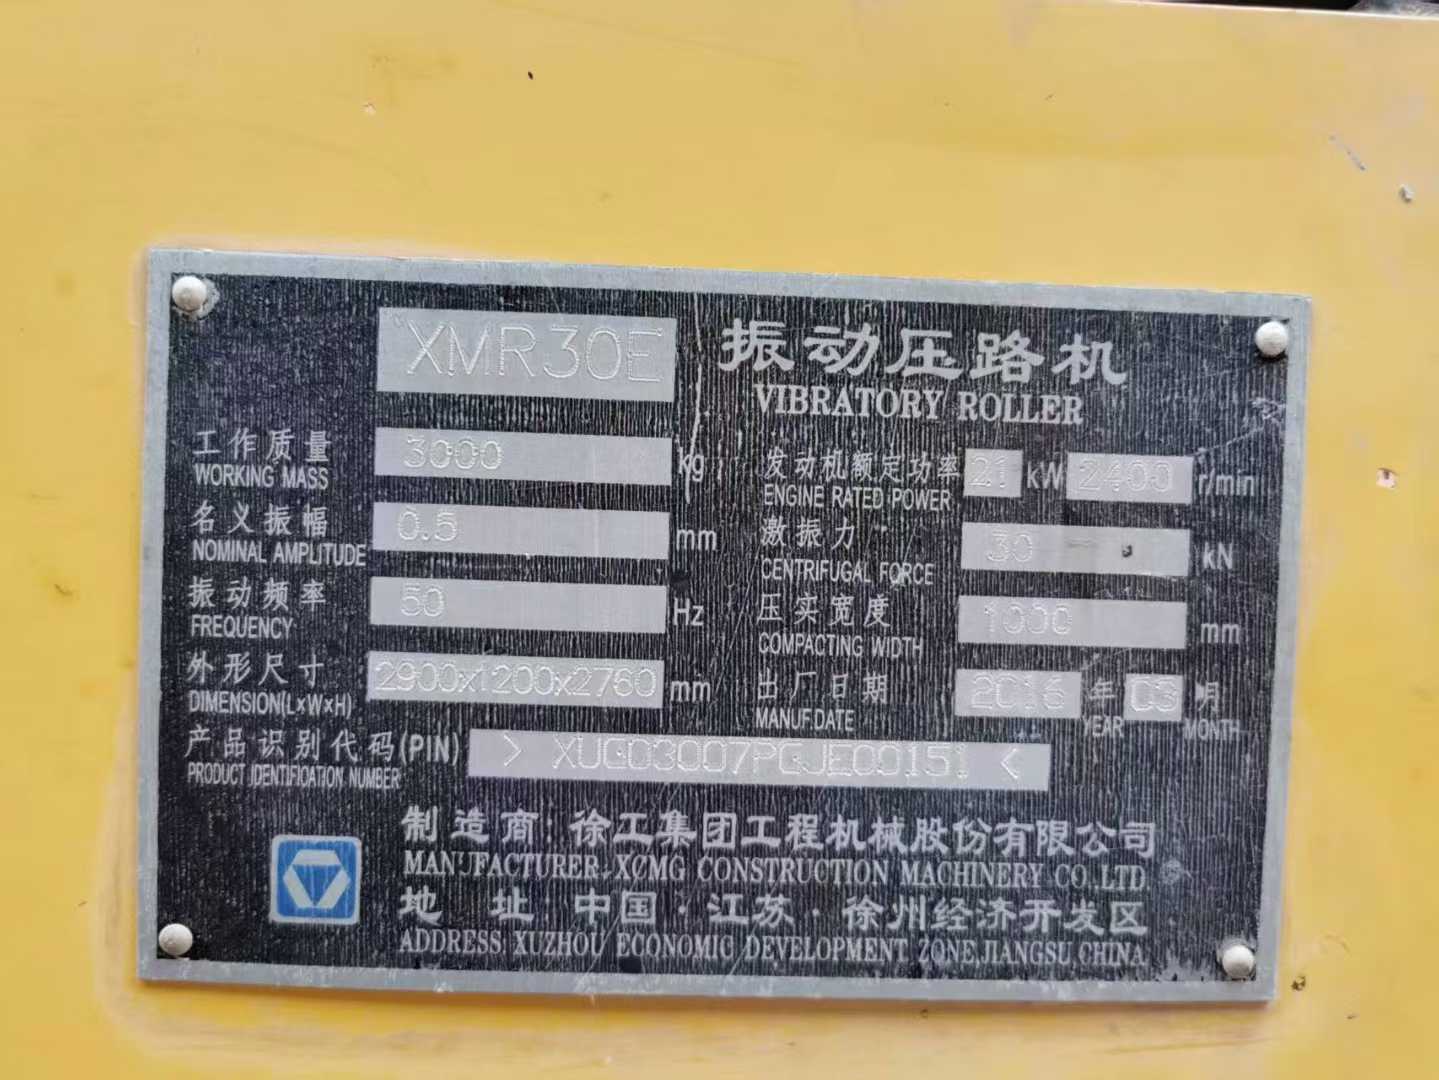 XMR30E 振动压路机
VIBRATORY ROLLER
工作质量 3000 kg 发动机额定功率 21 kW 2400 r/min
WORKING MASS ENGINE RATED POWER
名义振幅 0.5 mm 激振力 30 kN
NOMINAL AMPLITUDE CENTRIFUGAL FORCE
振动频率 50 Hz 压实宽度 1000 mm
FREQUENCY COMPACTING WIDTH
外形尺寸 2900x1200x2760 mm 出厂日期 2016 年 03 月
DIMENSION(L×W×H) MANUF.DATE YEAR MONTH
产品识别代码(PIN) > XUG03007PGJE00151 <
PRODUCT IDENTIFICATION NUMBER
制造商:徐工集团工程机械股份有限公司
MANUFACTURER:XCMG CONSTRUCTION MACHINERY CO.,LTD
地 址:中国·江苏·徐州经济开发区
ADDRESS: XUZHOU ECONOMIC DEVELOPMENT ZONE,JIANGSU,CHINA